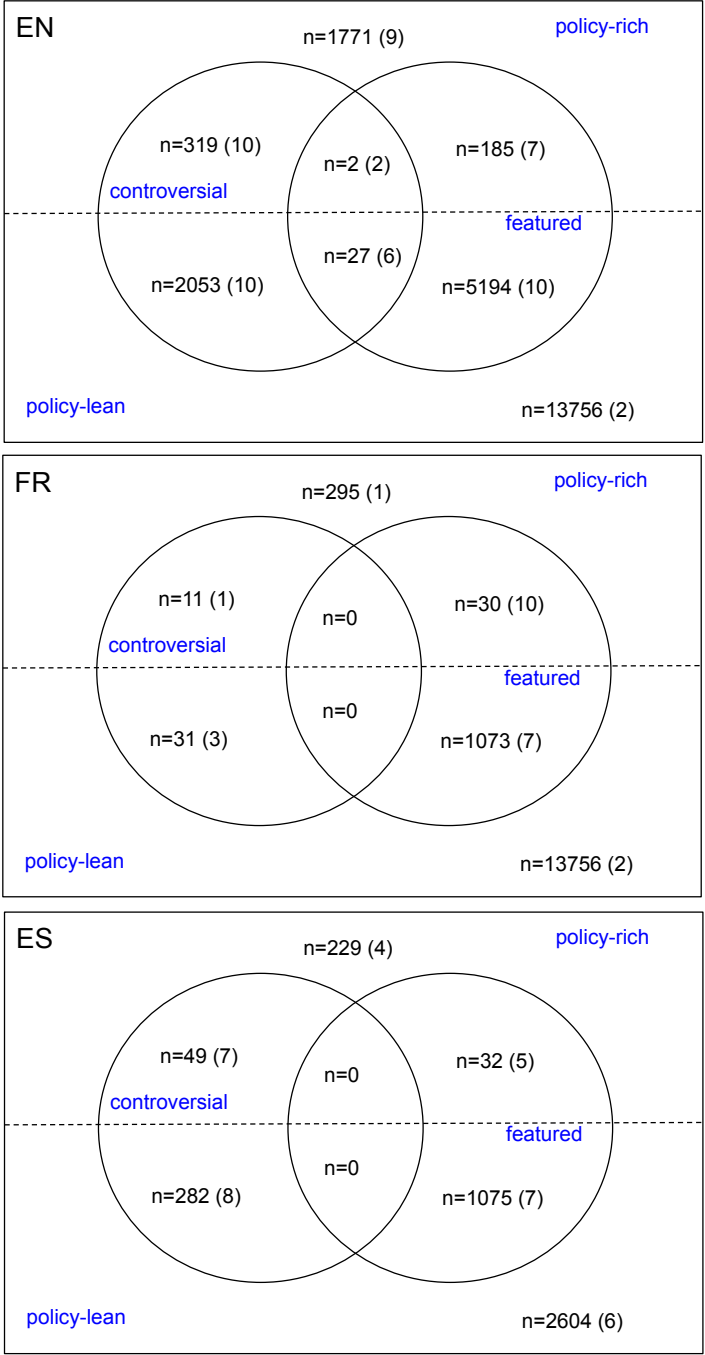 EN
n=1771 (9)
policy-rich
n=319 (10)
n=2 (2)
n=185 (7)
controversial
featured
n=27 (6)
n=2053 (10)
n=5194 (10)
policy-lean
n=13756 (2)
FR
n=295 (1)
policy-rich
n=11 (1)
n=0
n=30 (10)
controversial
featured
n=0
n=31 (3)
n=1073 (7)
policy-lean
n=13756 (2)
ES
n=229 (4)
policy-rich
n=49 (7)
n=0
n=32 (5)
controversial
featured
n=0
n=282 (8)
n=1075 (7)
policy-lean
n=2604 (6)